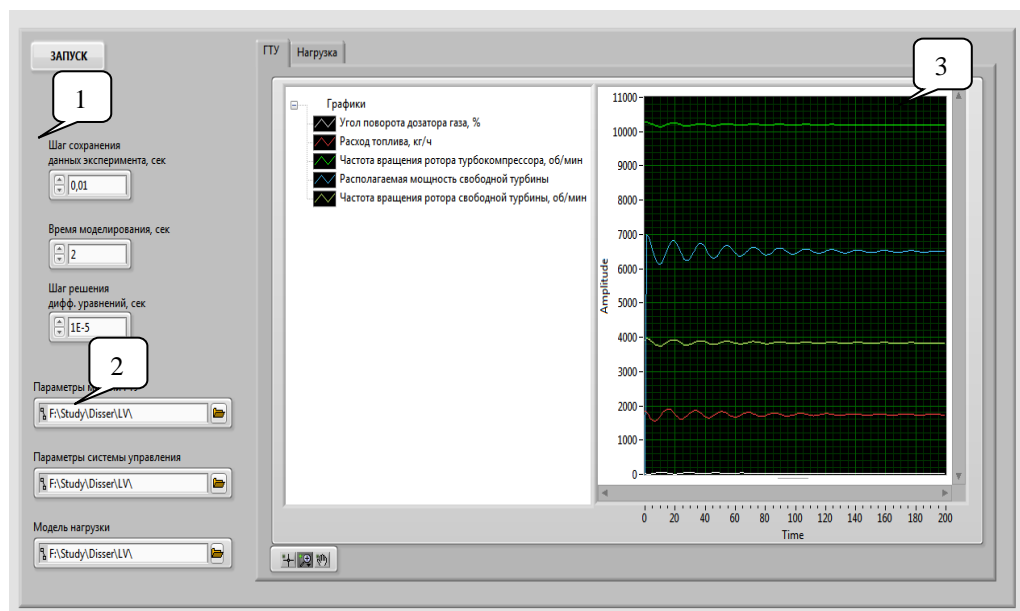 ЗАПУСК
1
Шаг сохранения
данных эксперимента, сек
0,01
Время моделирования, сек
2
Шаг решения
дифф. уравнений, сек
1E-5
2
Параметры
F:\Study\Disser\LV\
Параметры системы управления
F:\Study\Disser\LV\
Модель нагрузки
F:\Study\Disser\LV\
ГТУ
Нагрузка
Графики
Угол поворота дозатора газа, %
Расход топлива, кг/ч
Частота вращения ротора турбокомпрессора, об/мин
Располагаемая мощность свободной турбины
Частота вращения ротора свободной турбины, об/мин
3
11000
10000
9000
8000
7000
6000
5000
4000
3000
2000
1000
0
Amplitude
0 20 40 60 80 100 120 140 160 180 200
Time